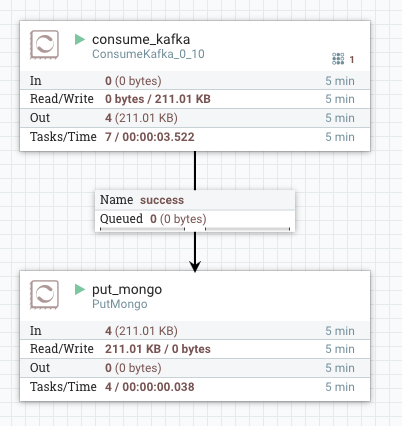 consume_kafka
ConsumeKafka_0_10
1
In 0 (0 bytes) 5 min
Read/Write 0 bytes / 211.01 KB 5 min
Out 4 (211.01 KB) 5 min
Tasks/Time 7 / 00:00:03.522 5 min
Name success
Queued 0 (0 bytes)
put_mongo
PutMongo
In 4 (211.01 KB) 5 min
Read/Write 211.01 KB / 0 bytes 5 min
Out 0 (0 bytes) 5 min
Tasks/Time 4 / 00:00:00.038 5 min